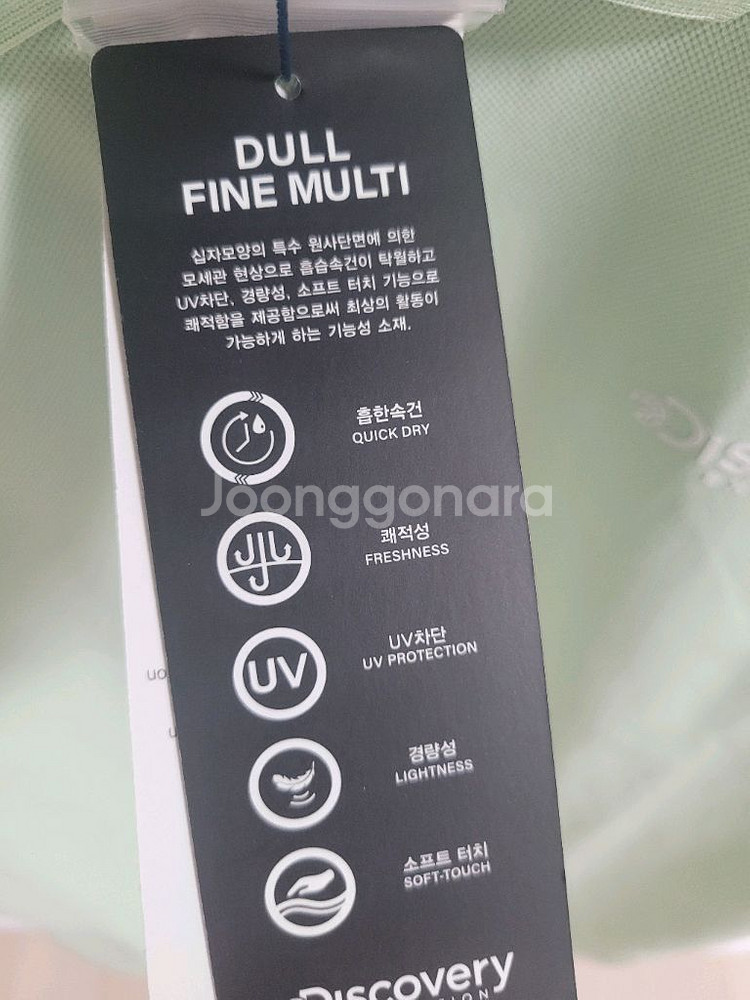 DULL
FINE MULTI
십자모양의 특수 원사단면에 의한
모세관 현상으로 흡습속건이 탁월하고
UV차단, 경량성, 소프트 터치 기능으로
쾌적함을 제공함으로써 최상의 활동이
가능하게 하는 기능성 소재.
흡한속건
QUICK DRY
Joonggonara
쾌적성
FRESHNESS
UV
UV차단
UV PROTECTION
경량성
LIGHTNESS
소프트 터치
SOFT-TOUCH
Discovery